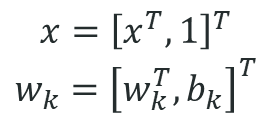 x = [x^T, 1]^T
w_k = [w_k^T, b_k]^T